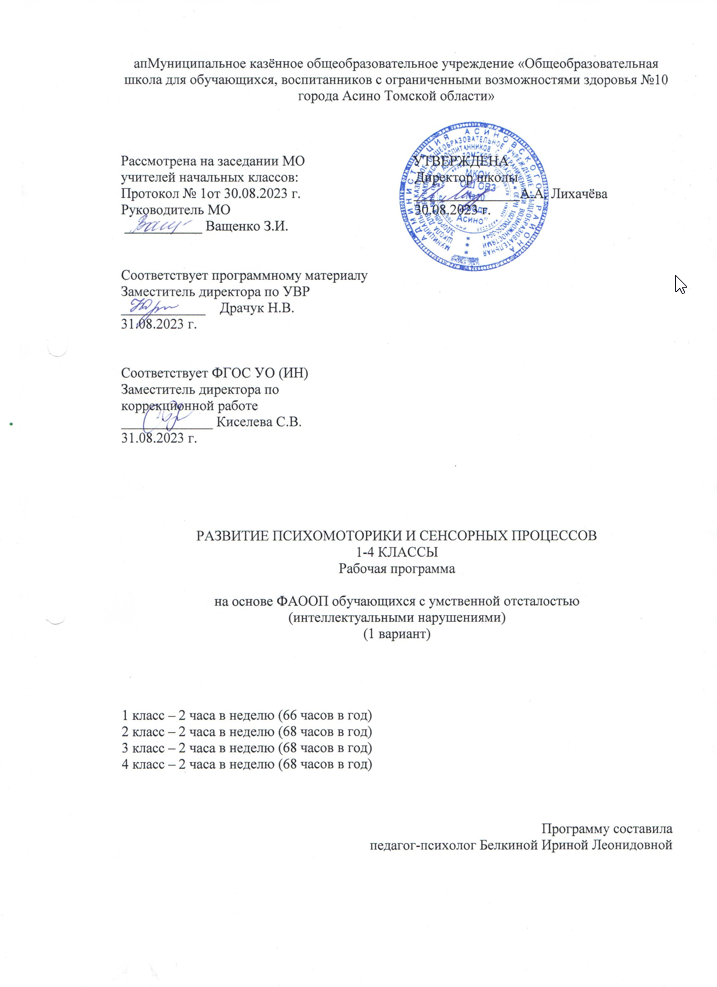 апМуниципальное казённое общеобразовательное учреждение «Общеобразовательная
школа для обучающихся, воспитанников с ограниченными возможностями здоровья №10
города Асино Томской области»
Рассмотрена на заседании МО
учителей начальных классов:
Протокол № 1от 30.08.2023 г.
Руководитель МО
____________ Ващенко З.И.
УТВЕРЖДЕНА
Директор школы
А.А. Лихачёва
30.08.2023 г.
Соответствует программному материалу
Заместитель директора по УВР
____________ Драчук Н.В.
31.08.2023 г.
Соответствует ФГОС УО (ИН)
Заместитель директора по
коррекционной работе
_____________ Киселева С.В.
31.08.2023 г.
РАЗВИТИЕ ПСИХОМОТОРИКИ И СЕНСОРНЫХ ПРОЦЕССОВ
1-4 КЛАССЫ
Рабочая программа
на основе ФАООП обучающихся с умственной отсталостью
(интеллектуальными нарушениями)
(1 вариант)
1 класс – 2 часа в неделю (66 часов в год)
2 класс – 2 часа в неделю (68 часов в год)
3 класс – 2 часа в неделю (68 часов в год)
4 класс – 2 часа в неделю (68 часов в год)
Программу составила
педагог-психолог Белкиной Ириной Леонидовной